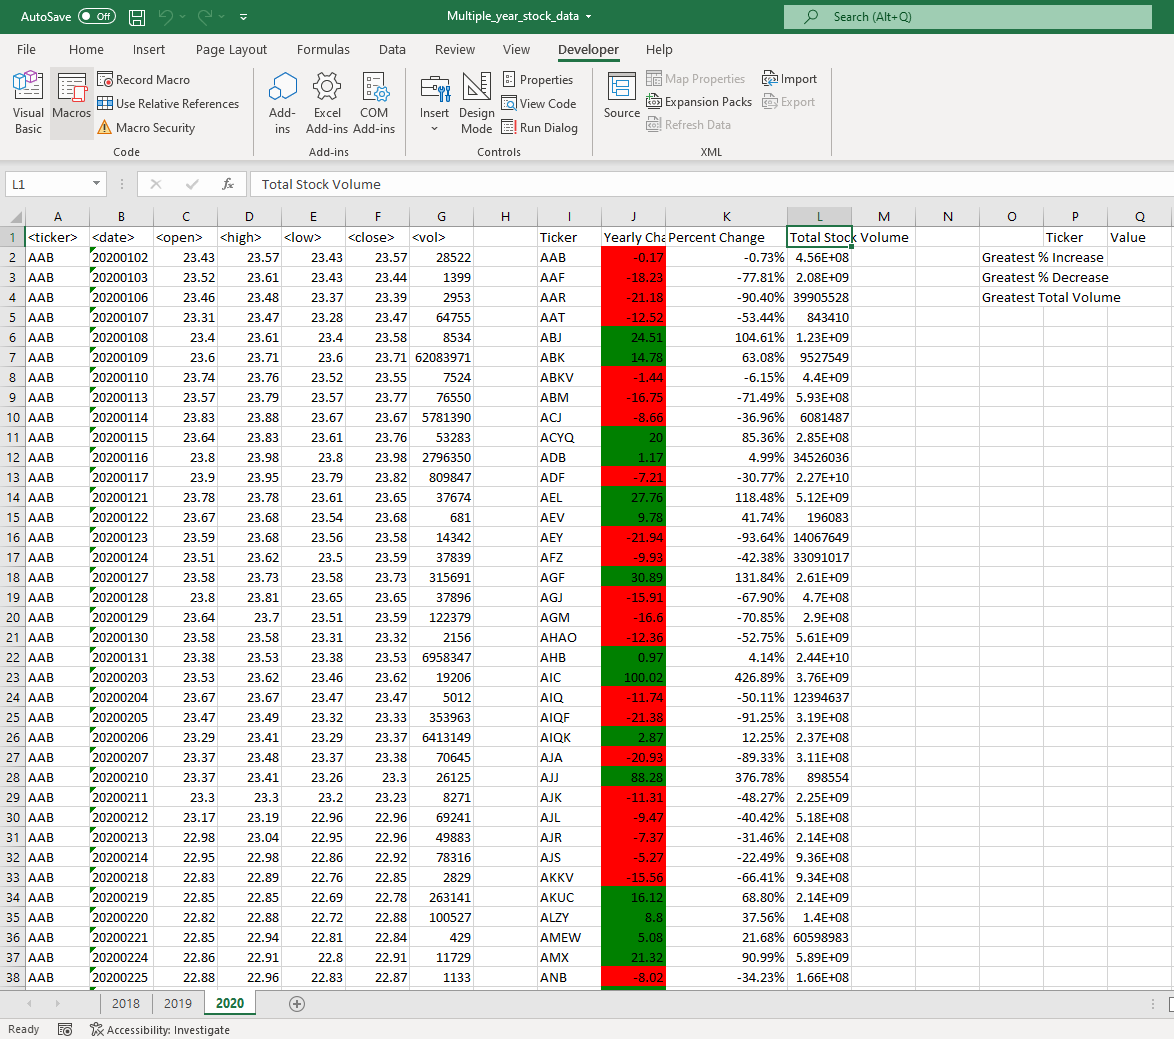 AutoSave Off Multiple_year_stock_data Search (Alt+Q)
File Home Insert Page Layout Formulas Data Review View Developer Help
Visual Basic Macros Record Macro Use Relative References Macro Security Add-ins Excel Add-ins COM Add-ins Insert Design Mode Properties View Code Run Dialog Source Map Properties Expansion Packs Refresh Data Import Export
Code Add-ins Controls XML
L1 fx Total Stock Volume
A B C D E F G H I J K L M N O P Q
1 <ticker> <date> <open> <high> <low> <close> <vol> Ticker Yearly Cha Percent Change Total Stock Volume Ticker Value
2 AAB 20200102 23.43 23.57 23.43 23.57 28522 AAB -0.17 -0.73% 4.56E+08 Greatest % Increase
3 AAB 20200103 23.52 23.61 23.43 23.44 1399 AAF -18.23 -77.81% 2.08E+09 Greatest % Decrease
4 AAB 20200106 23.46 23.48 23.37 23.39 2953 AAR -21.18 -90.40% 39905528 Greatest Total Volume
5 AAB 20200107 23.31 23.47 23.28 23.47 64755 AAT -12.52 -53.44% 843410
6 AAB 20200108 23.4 23.61 23.4 23.58 8534 ABJ 24.51 104.61% 1.23E+09
7 AAB 20200109 23.6 23.71 23.6 23.71 62083971 ABK 14.78 63.08% 9527549
8 AAB 20200110 23.74 23.76 23.52 23.55 7524 ABKV -1.44 -6.15% 4.4E+09
9 AAB 20200113 23.57 23.79 23.57 23.77 76550 ABM -16.75 -71.49% 5.93E+08
10 AAB 20200114 23.83 23.88 23.67 23.67 5781390 ACJ -8.66 -36.96% 6081487
11 AAB 20200115 23.64 23.83 23.61 23.76 53283 ACYQ 20 85.36% 2.85E+08
12 AAB 20200116 23.8 23.98 23.8 23.98 2796350 ADB 1.17 4.99% 34526036
13 AAB 20200117 23.9 23.95 23.79 23.82 809847 ADF -7.21 -30.77% 2.27E+10
14 AAB 20200121 23.78 23.78 23.61 23.65 37674 AEL 27.76 118.48% 5.12E+09
15 AAB 20200122 23.67 23.68 23.54 23.68 681 AEV 9.78 41.74% 196083
16 AAB 20200123 23.59 23.68 23.56 23.58 14342 AEY -21.94 -93.64% 14067649
17 AAB 20200124 23.51 23.62 23.5 23.59 37839 AFZ -9.93 -42.38% 33091017
18 AAB 20200127 23.58 23.73 23.58 23.73 315691 AGF 30.89 131.84% 2.61E+09
19 AAB 20200128 23.8 23.81 23.65 23.65 37896 AGJ -15.91 -67.90% 4.7E+08
20 AAB 20200129 23.64 23.7 23.51 23.59 122379 AGM -16.6 -70.85% 2.9E+08
21 AAB 20200130 23.58 23.58 23.31 23.32 2156 AHAO -12.36 -52.75% 5.61E+09
22 AAB 20200131 23.38 23.53 23.38 23.53 6958347 AHB 0.97 4.14% 2.44E+10
23 AAB 20200203 23.53 23.62 23.46 23.62 19206 AIC 100.02 426.89% 3.76E+09
24 AAB 20200204 23.67 23.67 23.47 23.47 5012 AIQ -11.74 -50.11% 12394637
25 AAB 20200205 23.47 23.49 23.32 23.33 353963 AIQF -21.38 -91.25% 3.19E+08
26 AAB 20200206 23.29 23.41 23.29 23.37 6413149 AIQK 2.87 12.25% 2.37E+08
27 AAB 20200207 23.37 23.48 23.37 23.38 70645 AJA -20.93 -89.33% 3.11E+08
28 AAB 20200210 23.37 23.41 23.26 23.3 26125 AJJ 88.28 376.78% 898554
29 AAB 20200211 23.3 23.3 23.2 23.23 8271 AJK -11.31 -48.27% 2.25E+09
30 AAB 20200212 23.17 23.19 22.96 22.96 69241 AJL -9.47 -40.42% 5.18E+08
31 AAB 20200213 22.98 23.04 22.95 22.96 49883 AJR -7.37 -31.46% 2.14E+08
32 AAB 20200214 22.95 22.98 22.86 22.92 78316 AJS -5.27 -22.49% 9.36E+08
33 AAB 20200218 22.83 22.89 22.76 22.85 2829 AKKV -15.56 -66.41% 9.34E+08
34 AAB 20200219 22.85 22.85 22.69 22.78 263141 AKUC 16.12 68.80% 2.14E+09
35 AAB 20200220 22.82 22.88 22.72 22.88 100527 ALZY 8.8 37.56% 1.4E+08
36 AAB 20200221 22.85 22.94 22.81 22.84 429 AMEW 5.08 21.68% 60598983
37 AAB 20200224 22.86 22.91 22.8 22.91 11729 AMX 21.32 90.99% 5.89E+09
38 AAB 20200225 22.88 22.96 22.83 22.87 1133 ANB -8.02 -34.23% 1.66E+08
2018 2019 2020
Ready Accessibility: Investigate